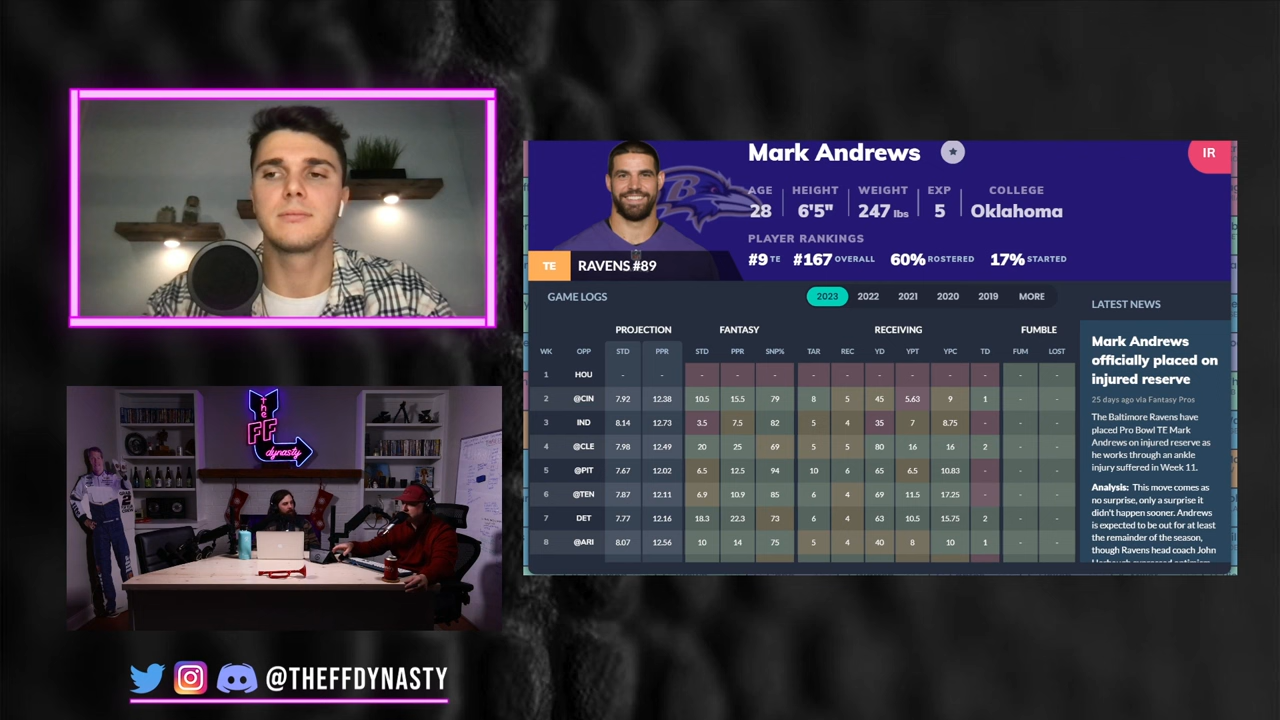 Mark Andrews
IR
AGE HEIGHT WEIGHT EXP COLLEGE
28 6'5" 247 lbs 5 Oklahoma
PLAYER RANKINGS
#9 TE #167 OVERALL 60% ROSTERED 17% STARTED
TE RAVENS #89
GAME LOGS
2023 2022 2021 2020 2019 MORE
PROJECTION FANTASY RECEIVING FUMBLE
WK OPP STD PPR STD PPR SNP% TAR REC YD YPT YPC TD FUM LOST
1 HOU - - - - - - - - - - - - -
2 @CIN 7.92 12.38 10.5 15.5 79 8 5 45 5.63 9 1 - -
3 IND 8.14 12.73 3.5 7.5 82 5 4 35 7 8.75 - - -
4 @CLE 7.98 12.49 20 25 69 5 5 80 16 16 2 - -
5 @PIT 7.67 12.02 6.5 12.5 94 10 6 65 6.5 10.83 - - -
6 @TEN 7.87 12.11 6.9 10.9 85 6 4 69 11.5 17.25 - - -
7 DET 7.77 12.16 18.3 22.3 73 6 4 63 10.5 15.75 2 - -
8 @ARI 8.07 12.56 10 14 75 5 4 40 8 10 1 - -
LATEST NEWS
Mark Andrews
officially placed on
injured reserve
25 days ago via Fantasy Pros
The Baltimore Ravens have
placed Pro Bowl TE Mark
Andrews on injured reserve as
he works through an ankle
injury suffered in Week 11.
Analysis: This move comes as
no surprise, only a surprise it
didn't happen sooner. Andrews
is expected to be out for at least
the remainder of the season,
though Ravens head coach John
the
FF
dynasty
@THEFFDYNASTY